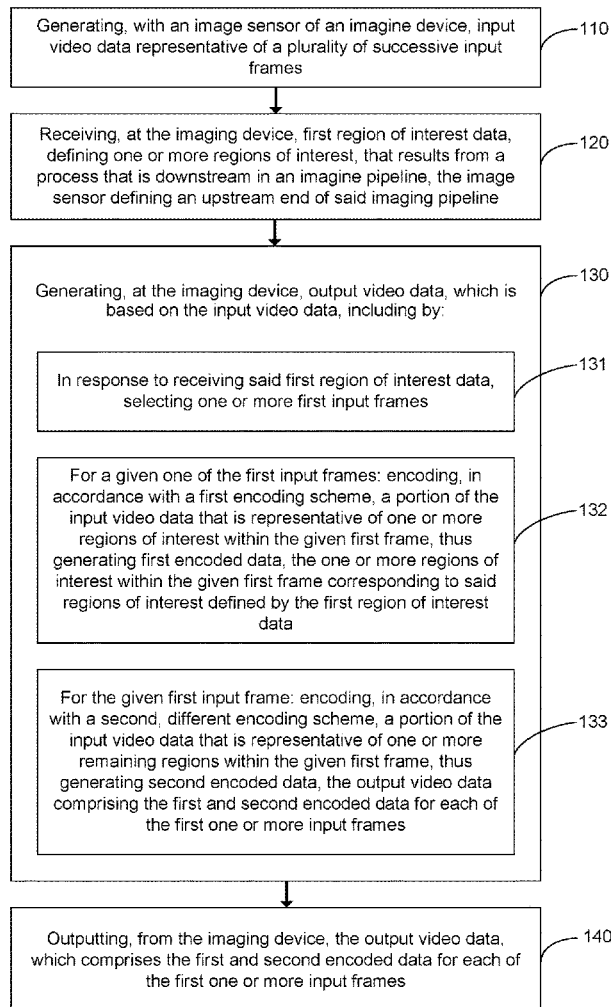 Generating, with an image sensor of an imagine device, input
video data representative of a plurality of successive input
frames
110
Receiving, at the imaging device, first region of interest data,
defining one or more regions of interest, that results from a
process that is downstream in an imagine pipeline, the image
sensor defining an upstream end of said imaging pipeline
120
130
Generating, at the imaging device, output video data, which is
based on the input video data, including by:
131
In response to receiving said first region of interest data,
selecting one or more first input frames
For a given one of the first input frames: encoding, in
accordance with a first encoding scheme, a portion of the
input video data that is representative of one or more
regions of interest within the given first frame, thus
generating first encoded data, the one or more regions of
interest within the given first frame corresponding to said
regions of interest defined by the first region of interest
data
132
For the given first input frame: encoding, in accordance
with a second, different encoding scheme, a portion of the
input video data that is representative of one or more
remaining regions within the given first frame, thus
generating second encoded data, the output video data
comprising the first and second encoded data for each of
the first one or more input frames
133
Outputting, from the imaging device, the output video data,
which comprises the first and second encoded data for each of
the first one or more input frames
140